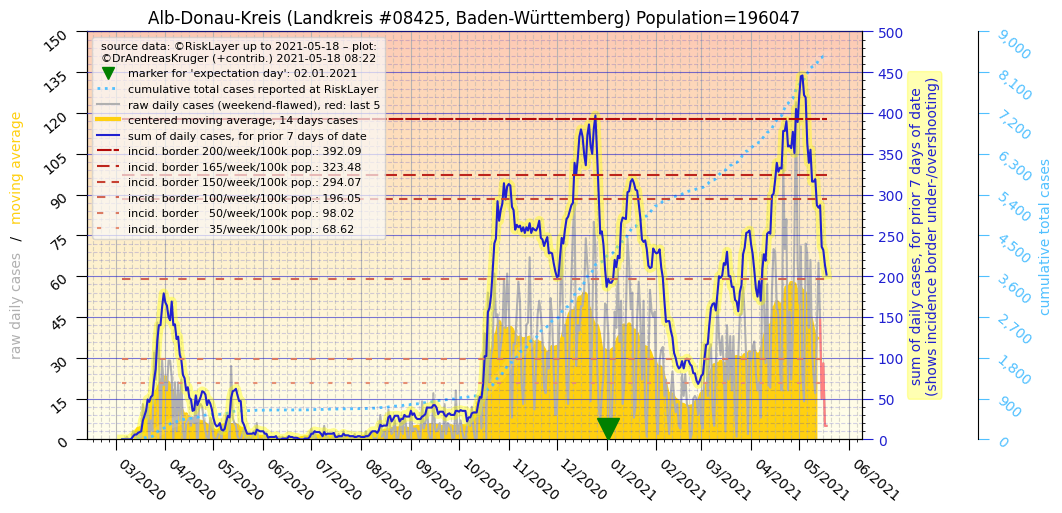 Alb-Donau-Kreis (Landkreis #08425, Baden-Württemberg) Population=196047
source data: ©RiskLayer up to 2021-05-18 – plot:
©DrAndreasKruger (+contrib.) 2021-05-18 08:22
marker for 'expectation day': 02.01.2021
cumulative total cases reported at RiskLayer
raw daily cases (weekend-flawed), red: last 5
centered moving average, 14 days cases
sum of daily cases, for prior 7 days of date
incid. border 200/week/100k pop.: 392.09
incid. border 165/week/100k pop.: 323.48
incid. border 150/week/100k pop.: 294.07
incid. border 100/week/100k pop.: 196.05
incid. border   50/week/100k pop.: 98.02
incid. border   35/week/100k pop.: 68.62
raw daily cases  /  moving average
150
135
120
105
90
75
60
45
30
15
0
500
450
400
350
300
250
200
150
100
50
0
sum of daily cases, for prior 7 days of date
(shows incidence border under-/overshooting)
9,000
8,100
7,200
6,300
5,400
4,500
3,600
2,700
1,800
900
0
cumulative total cases
03/2020
04/2020
05/2020
06/2020
07/2020
08/2020
09/2020
10/2020
11/2020
12/2020
01/2021
02/2021
03/2021
04/2021
05/2021
06/2021